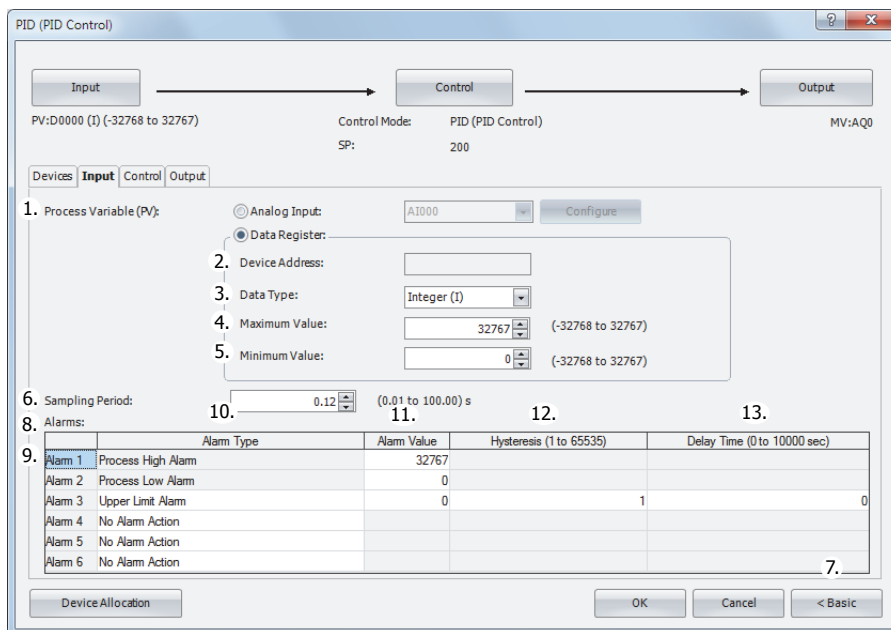 PID (PID Control)
Input Control Output
PV:D0000 (I) (-32768 to 32767) Control Mode: PID (PID Control) MV:AQ0
SP: 200
Devices Input Control Output
1. Process Variable (PV): Analog Input: AI000 Configure
Data Register:
2. Device Address:
3. Data Type: Integer (I)
4. Maximum Value: 32767 (-32768 to 32767)
5. Minimum Value: 0 (-32768 to 32767)
6. Sampling Period: 0.12 (0.01 to 100.00) s
8. Alarms: 10. 11. 12. 13.
Alarm Type Alarm Value Hysteresis (1 to 65535) Delay Time (0 to 10000 sec)
9. Alarm 1 Process High Alarm 32767
Alarm 2 Process Low Alarm 0
Alarm 3 Upper Limit Alarm 0 1 0
Alarm 4 No Alarm Action
Alarm 5 No Alarm Action
Alarm 6 No Alarm Action
7.
Device Allocation OK Cancel < Basic